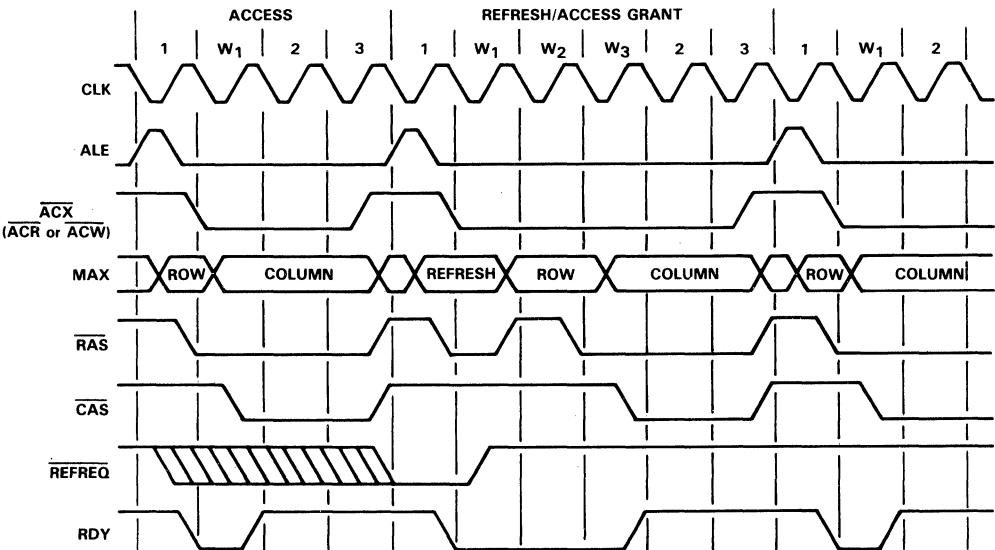 ACCESS REFRESH/ACCESS GRANT
1 W1 2 3 1 W1 W2 W3 2 3 1 W1 2
CLK
ALE
ACX
(ACR or ACW)
MAX ROW COLUMN REFRESH ROW COLUMN ROW COLUMN
RAS
CAS
REFREQ
RDY